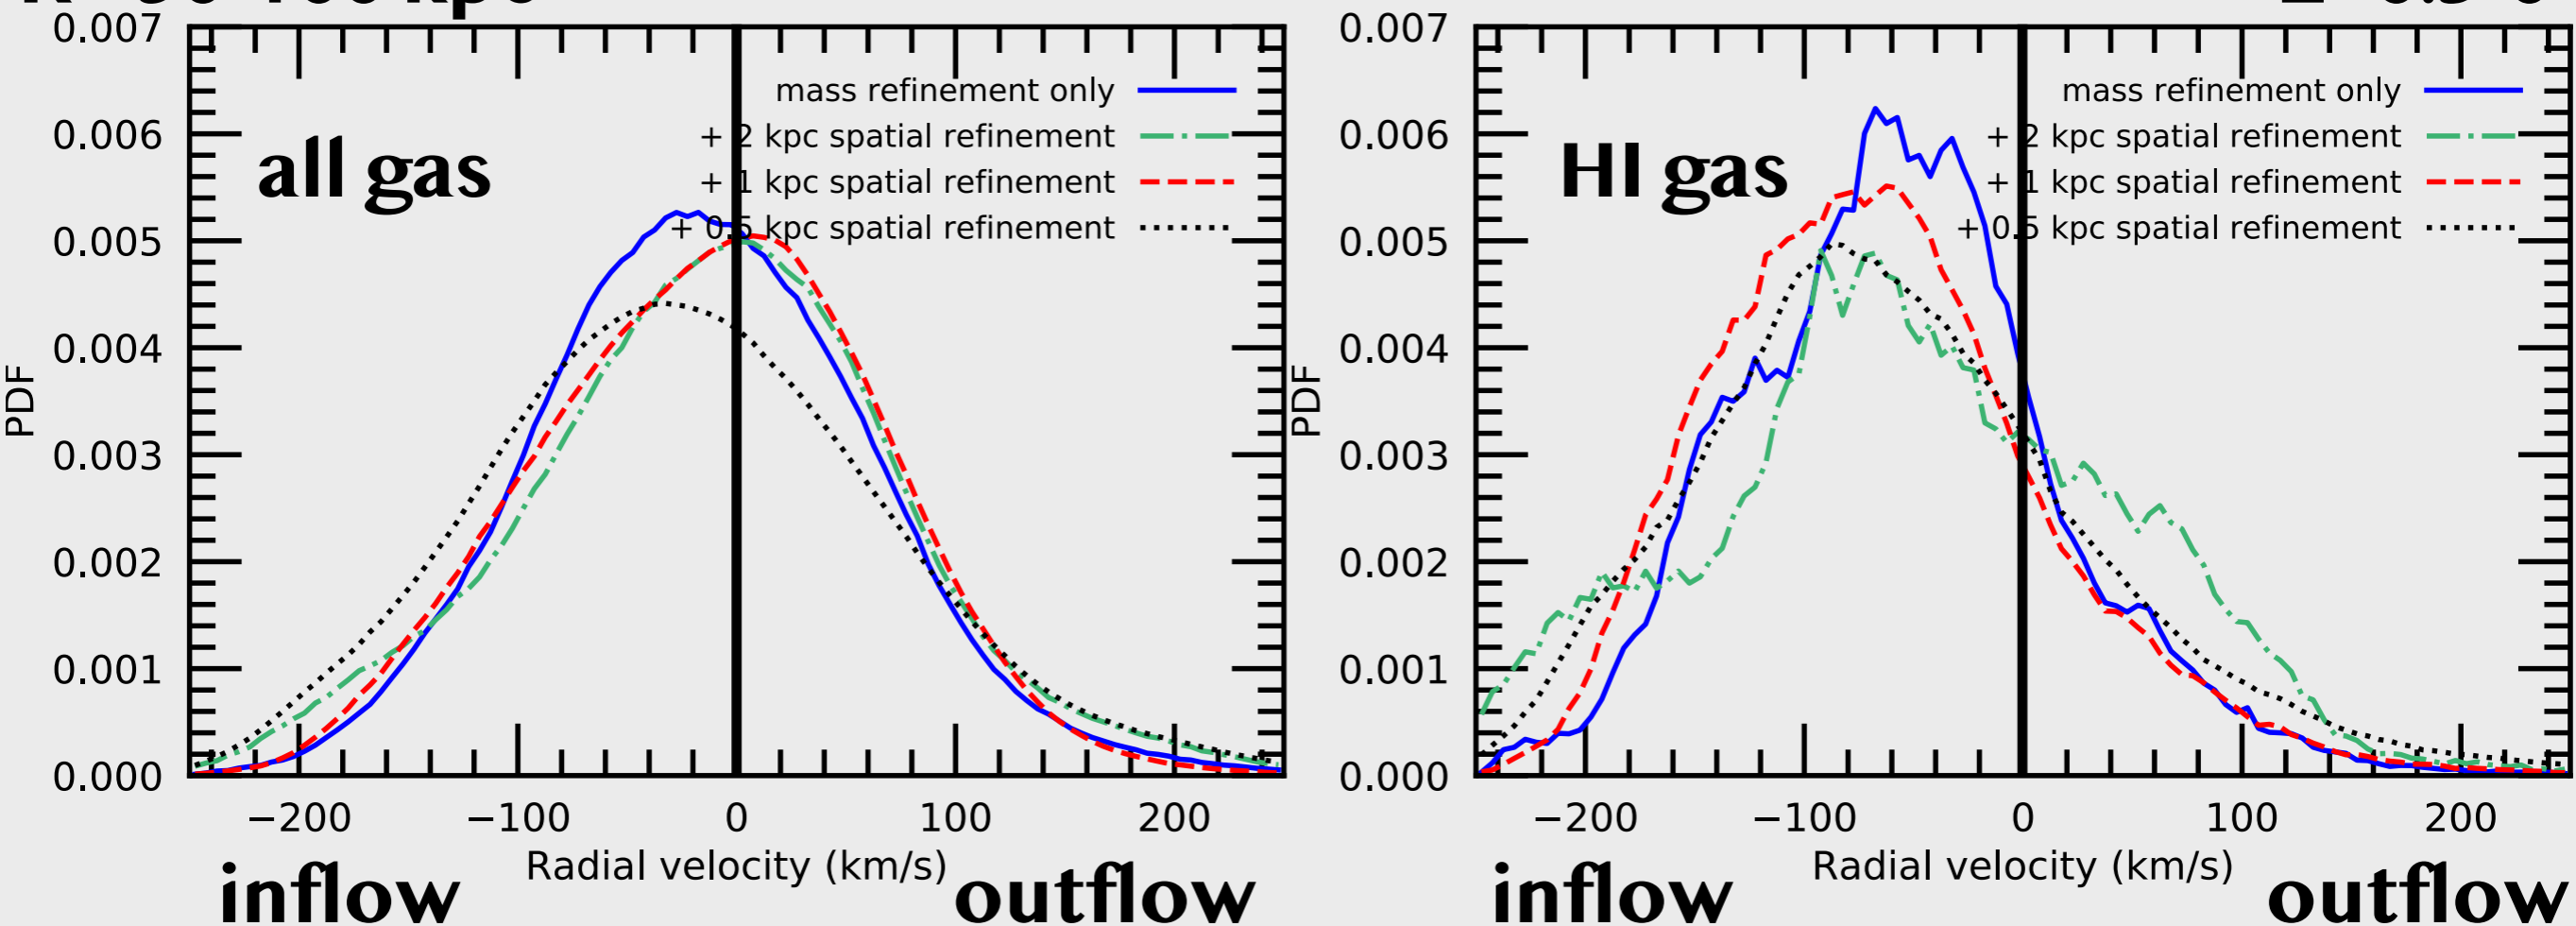 0.007
0.006
0.005
0.004
0.003
0.002
0.001
0.000
PDF
all gas
mass refinement only
+ 2 kpc spatial refinement
+ 1 kpc spatial refinement
+ 0.5 kpc spatial refinement
−200 −100 0 100 200
Radial velocity (km/s)
inflow outflow
0.007
0.006
0.005
0.004
0.003
0.002
0.001
0.000
PDF
HI gas
mass refinement only
+ 2 kpc spatial refinement
+ 1 kpc spatial refinement
+ 0.5 kpc spatial refinement
−200 −100 0 100 200
Radial velocity (km/s)
inflow outflow